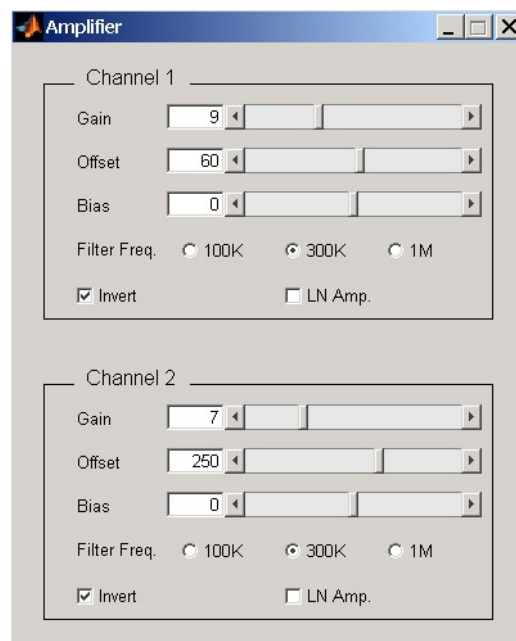 Amplifier
Channel 1
Gain 9
Offset 60
Bias 0
Filter Freq. 100K 300K 1M
Invert LN Amp.
Channel 2
Gain 7
Offset 250
Bias 0
Filter Freq. 100K 300K 1M
Invert LN Amp.